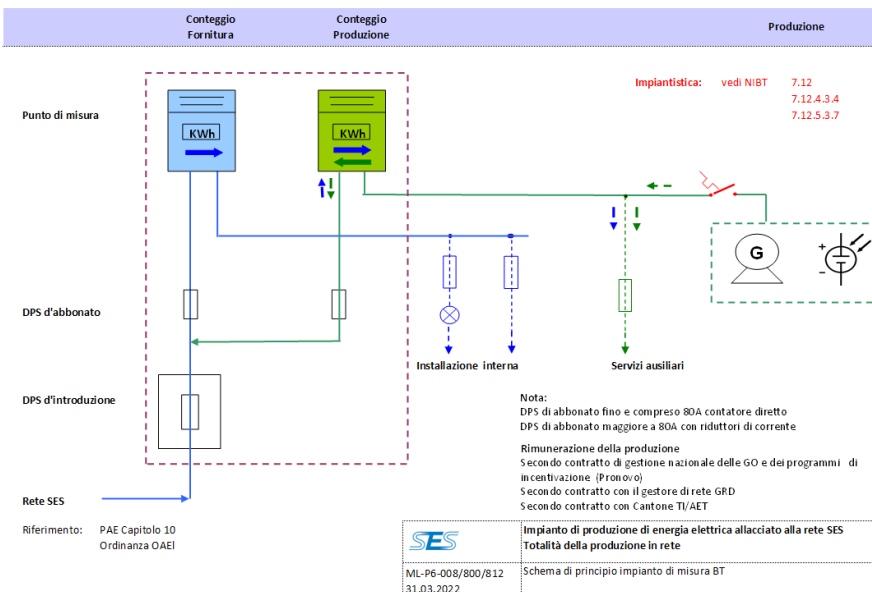 Conteggio
Fornitura
Conteggio
Produzione
Produzione
Impiantistica: vedi NIBT 7.12
7.12.4.3.4
7.12.5.3.7
Punto di misura
KWh
KWh
G
+
−
DPS d'abbonato
Installazione interna
Servizi ausiliari
DPS d'introduzione
Nota:
DPS di abbonato fino e compreso 80A contatore diretto
DPS di abbonato maggiore a 80A con riduttori di corrente
Rimunerazione della produzione
Secondo contratto di gestione nazionale delle GO e dei programmi di
incentivazione (Pronovo)
Secondo contratto con il gestore di rete GRD
Secondo contratto con Cantone TI/AET
Rete SES
Riferimento: PAE Capitolo 10
Ordinanza OAEl
SES
Impianto di produzione di energia elettrica allacciato alla rete SES
Totalità della produzione in rete
ML-P6-008/800/812
31.03.2022
Schema di principio impianto di misura BT